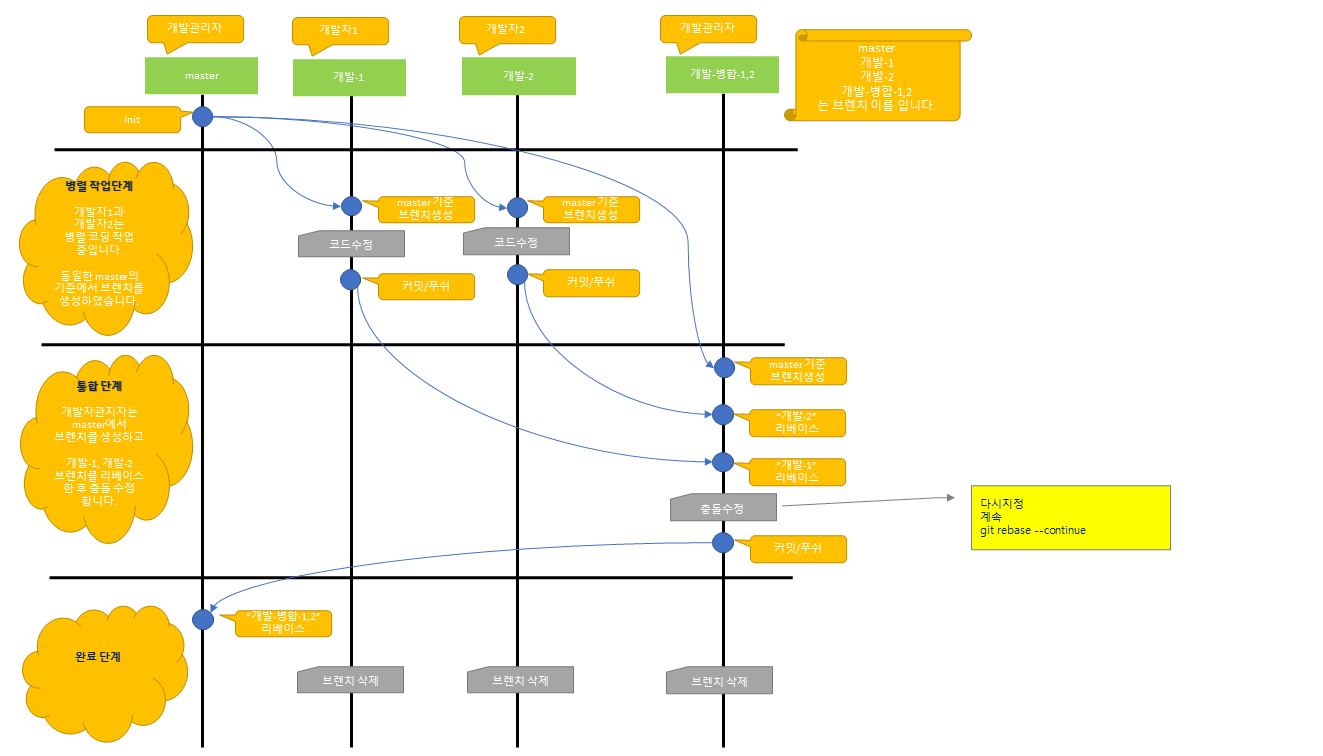 개발관리자
개발자1
개발자2
개발관리자
master
개발-1
개발-2
개발-병합-1,2
master
개발-1
개발-2
개발-병합-1,2
는 브렌치 이름 입니다.
Init
병렬 작업단계
개발자1과
개발자2는
병렬 코딩 작업
중입니다.
동일한 master의
기준에서 브렌치를
생성하였습니다.
master 기준
브렌치생성
master 기준
브렌치생성
코드수정
코드수정
커밋/푸쉬
커밋/푸쉬
통합 단계
개발자관지자는
master에서
브렌치를 생성하고
개발-1, 개발-2
브렌치를 리베이스
한 후 충돌 수정
합니다.
master 기준
브렌치생성
"개발-2"
리베이스
"개발-1"
리베이스
충돌수정
다시지정
계속
git rebase --continue
커밋/푸쉬
완료 단계
"개발-병합-1,2"
리베이스
브렌치 삭제
브렌치 삭제
브렌치 삭제